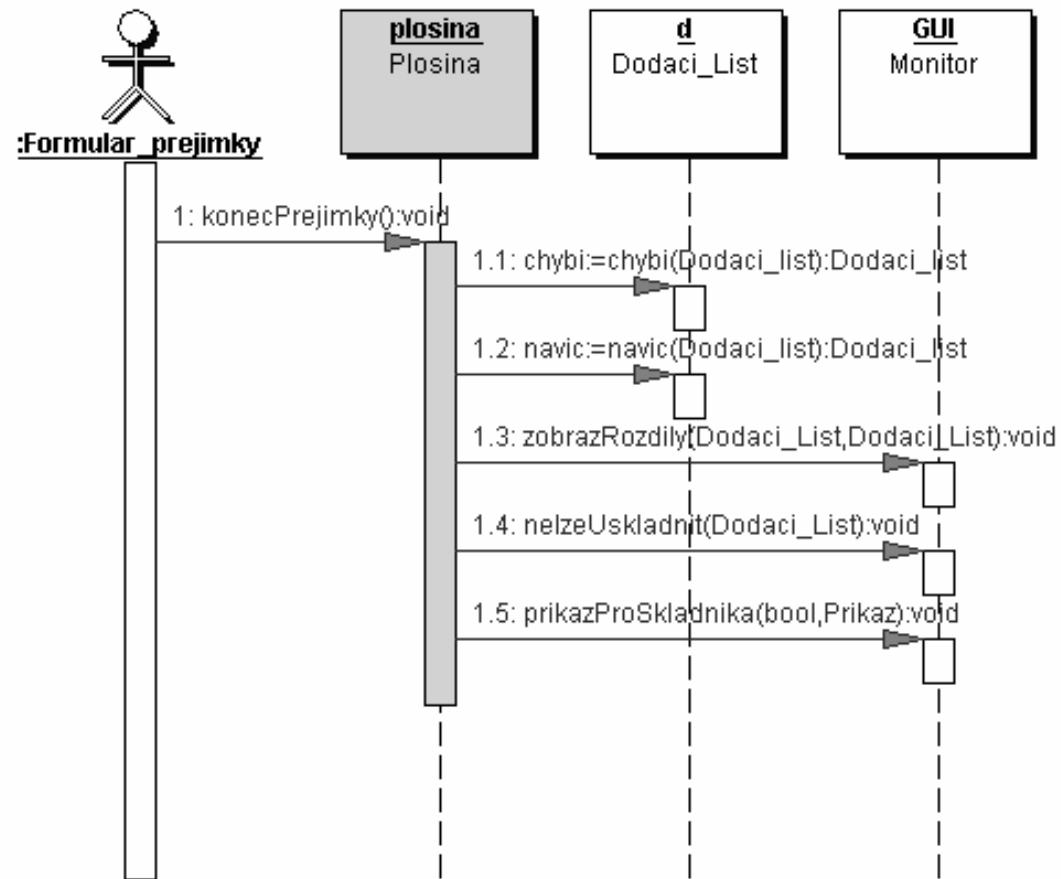 plosina
Plosina
d
Dodaci_List
GUI
Monitor
:Formular_prejimky
1: konecPrejimky():void
1.1: chybi:=chybi(Dodaci_list):Dodaci_list
1.2: navic:=navic(Dodaci_list):Dodaci_list
1.3: zobrazRozdily(Dodaci_List,Dodaci_List):void
1.4: nelzeUskladnit(Dodaci_List):void
1.5: prikazProSkladnika(bool,Prikaz):void